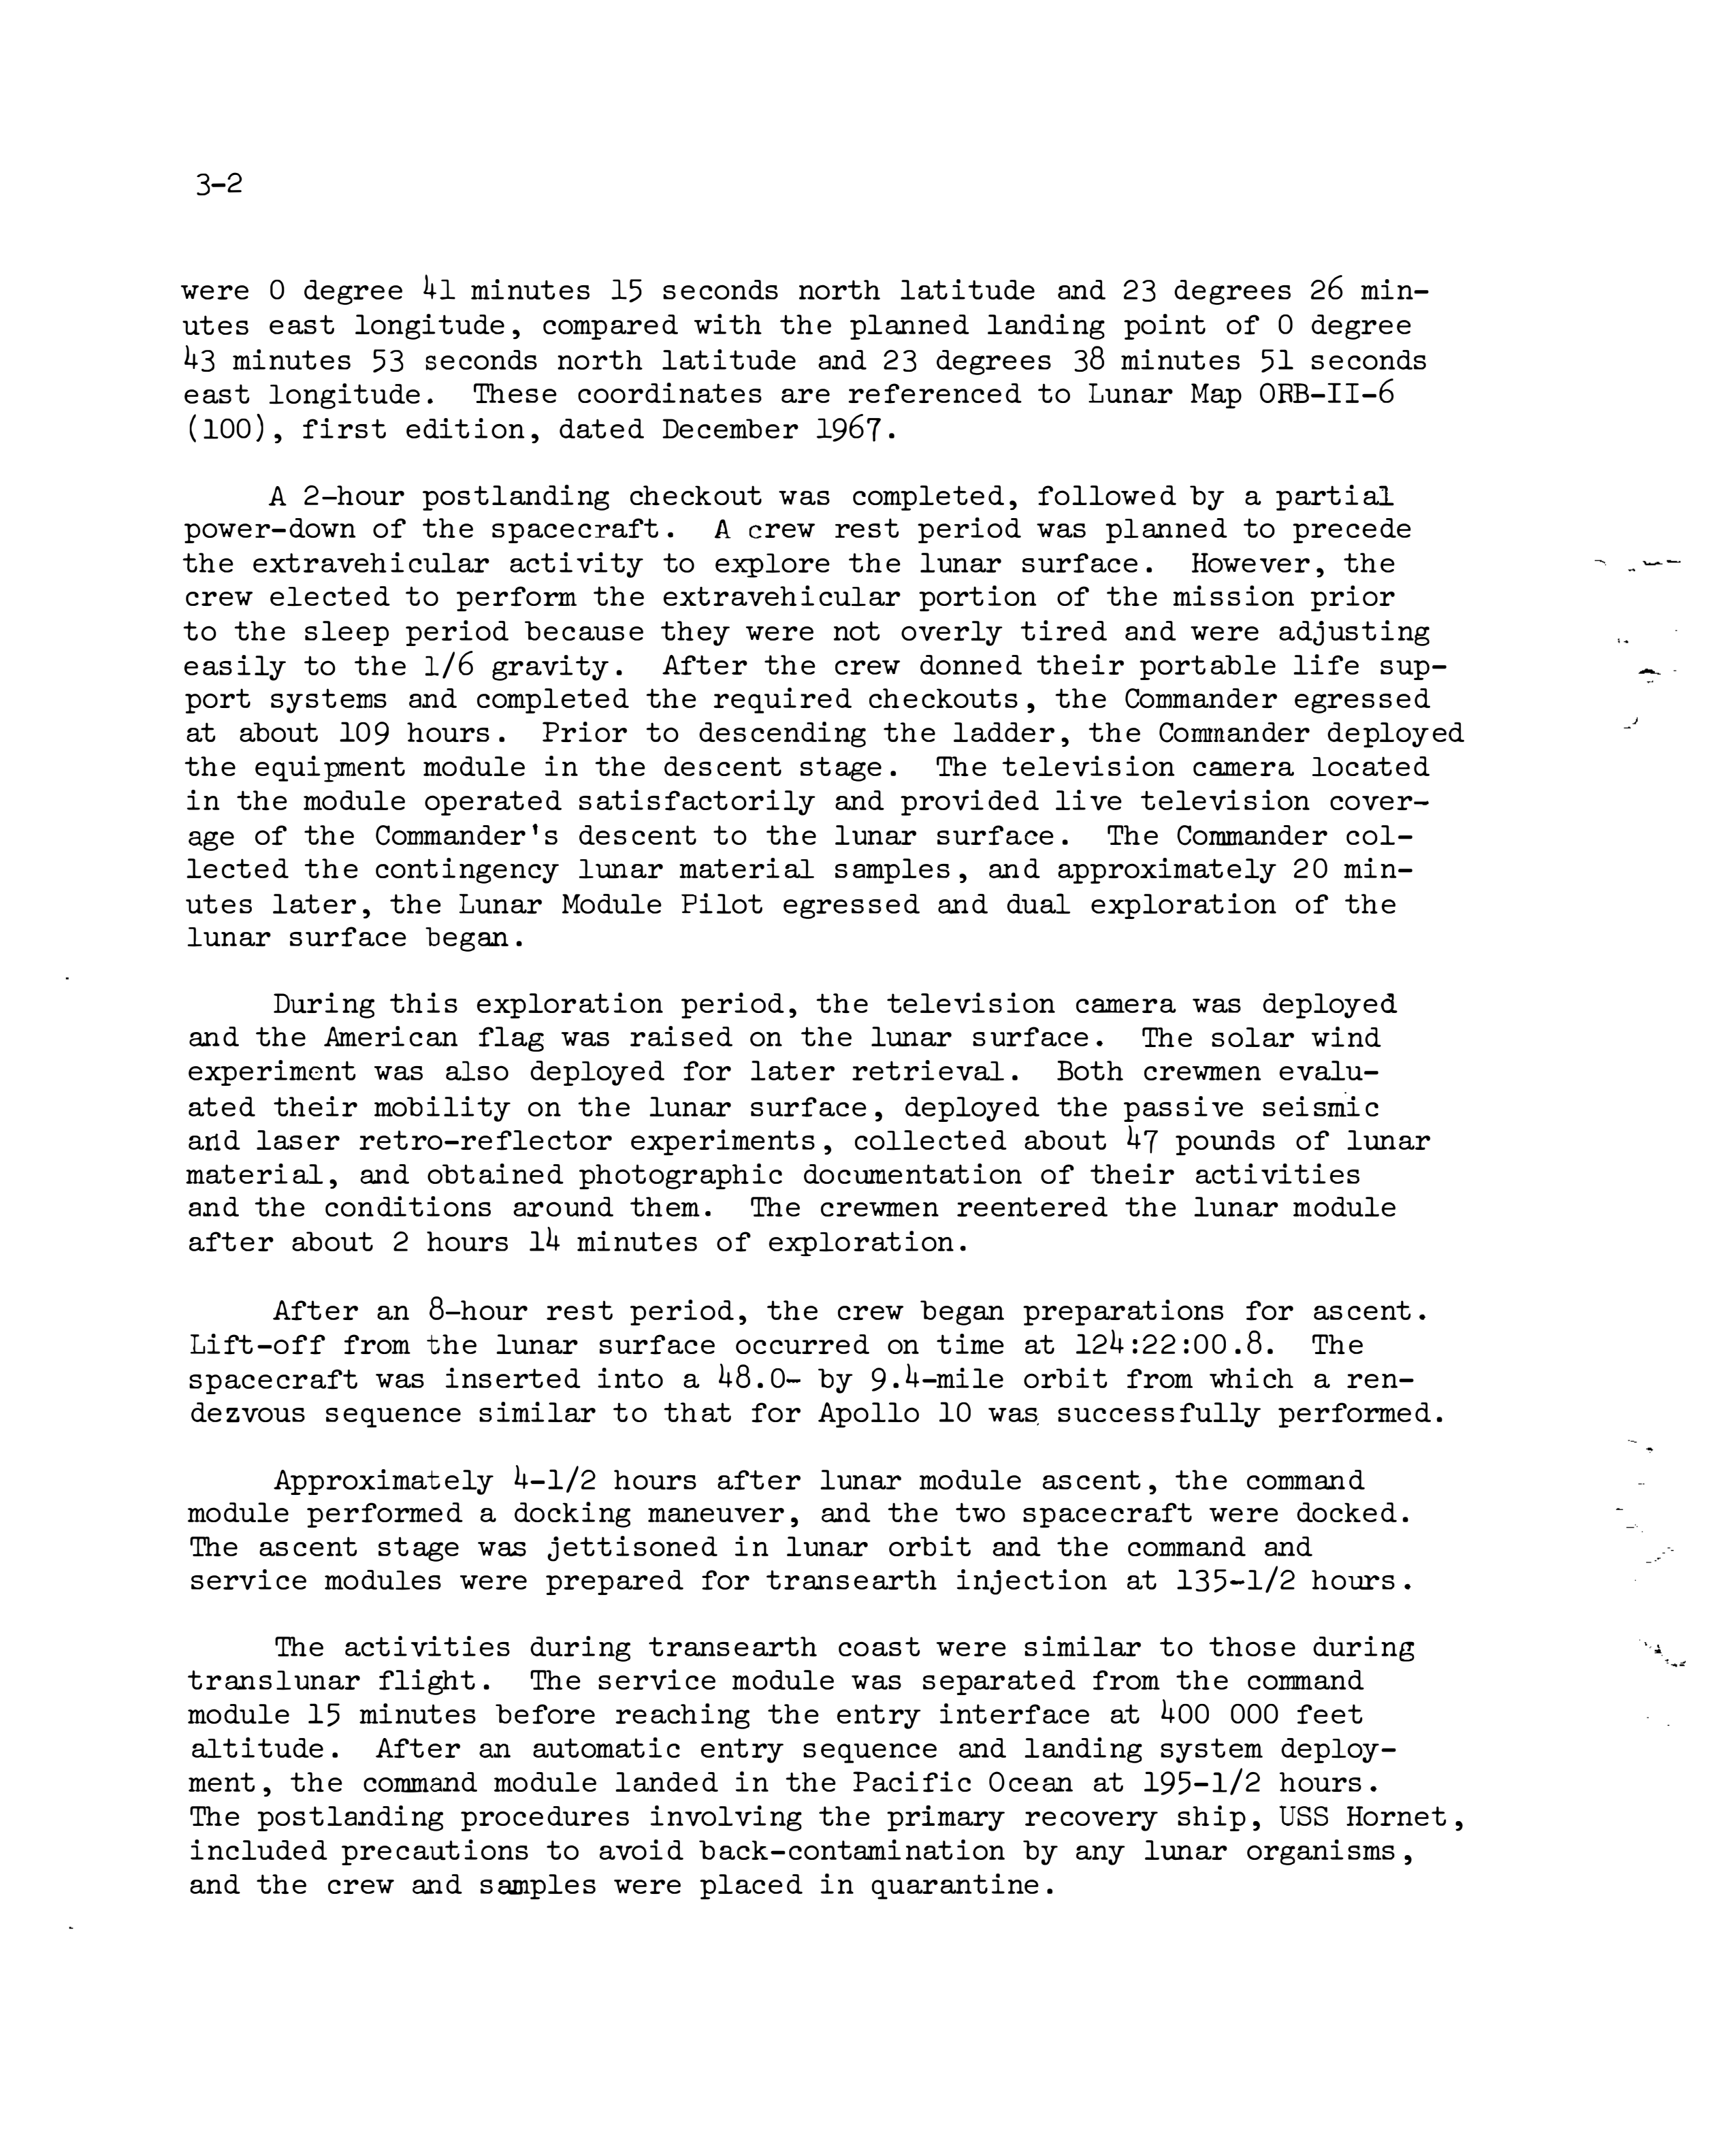 3-2
were 0 degree 41 minutes 15 seconds north latitude and 23 degrees 26 min-
utes east longitude, compared with the planned landing point of 0 degree
43 minutes 53 seconds north latitude and 23 degrees 38 minutes 51 seconds
east longitude. These coordinates are referenced to Lunar Map ORB-II-6
(100), first edition, dated December 1967.
A 2-hour postlanding checkout was completed, followed by a partial
power-down of the spacecraft. A crew rest period was planned to precede
the extravehicular activity to explore the lunar surface. However, the
crew elected to perform the extravehicular portion of the mission prior
to the sleep period because they were not overly tired and were adjusting
easily to the 1/6 gravity. After the crew donned their portable life sup-
port systems and completed the required checkouts, the Commander egressed
at about 109 hours. Prior to descending the ladder, the Commander deployed
the equipment module in the descent stage. The television camera located
in the module operated satisfactorily and provided live television cover-
age of the Commander's descent to the lunar surface. The Commander col-
lected the contingency lunar material samples, and approximately 20 min-
utes later, the Lunar Module Pilot egressed and dual exploration of the
lunar surface began.
During this exploration period, the television camera was deployed
and the American flag was raised on the lunar surface. The solar wind
experiment was also deployed for later retrieval. Both crewmen evalu-
ated their mobility on the lunar surface, deployed the passive seismic
and laser retro-reflector experiments, collected about 47 pounds of lunar
material, and obtained photographic documentation of their activities
and the conditions around them. The crewmen reentered the lunar module
after about 2 hours 14 minutes of exploration.
After an 8-hour rest period, the crew began preparations for ascent.
Lift-off from the lunar surface occurred on time at 124:22:00.8. The
spacecraft was inserted into a 48.0- by 9.4-mile orbit from which a ren-
dezvous sequence similar to that for Apollo 10 was successfully performed.
Approximately 4-1/2 hours after lunar module ascent, the command
module performed a docking maneuver, and the two spacecraft were docked.
The ascent stage was jettisoned in lunar orbit and the command and
service modules were prepared for transearth injection at 135-1/2 hours.
The activities during transearth coast were similar to those during
translunar flight. The service module was separated from the command
module 15 minutes before reaching the entry interface at 400 000 feet
altitude. After an automatic entry sequence and landing system deploy-
ment, the command module landed in the Pacific Ocean at 195-1/2 hours.
The postlanding procedures involving the primary recovery ship, USS Hornet,
included precautions to avoid back-contamination by any lunar organisms,
and the crew and samples were placed in quarantine.